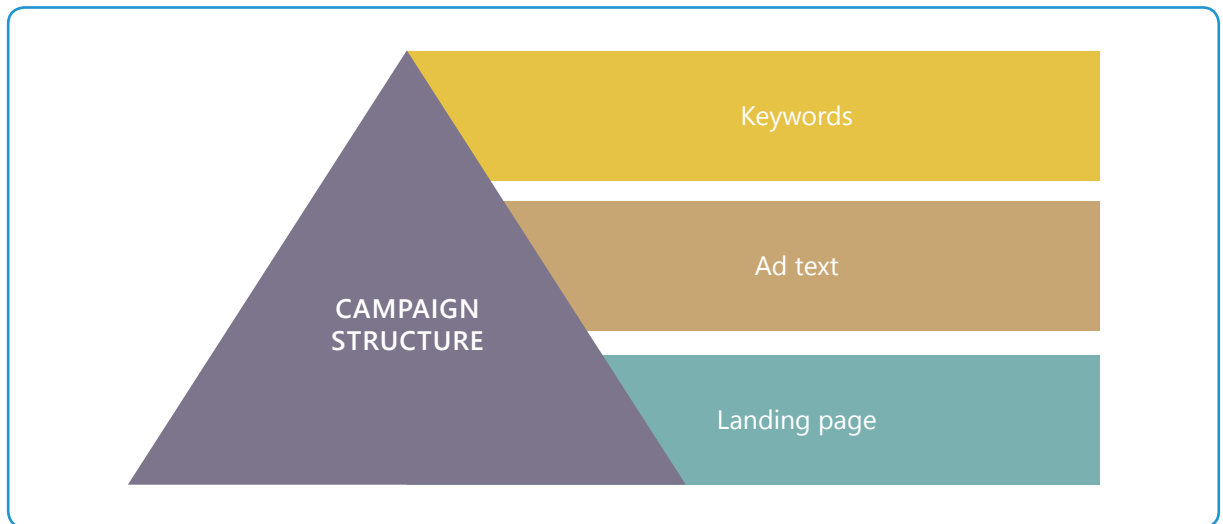 Keywords
Ad text
CAMPAIGN
STRUCTURE
Landing page